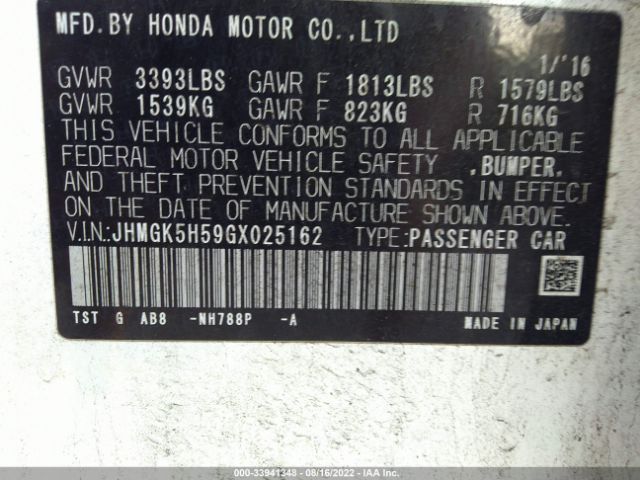 MFD.BY HONDA MOTOR CO.,LTD
1/'16
GVWR 3393LBS GAWR F 1813LBS R 1579LBS
GVWR 1539KG GAWR F 823KG R 716KG
THIS VEHICLE CONFORMS TO ALL APPLICABLE
FEDERAL MOTOR VEHICLE SAFETY ,BUMPER,
AND THEFT PREVENTION STANDARDS IN EFFECT
ON THE DATE OF MANUFACTURE SHOWN ABOVE.
V.I.N.:JHMGK5H59GX025162 TYPE:PASSENGER CAR
TST G AB8 -NH788P -A
MADE IN JAPAN
000-33941348 - 08/16/2022 - IAA Inc.